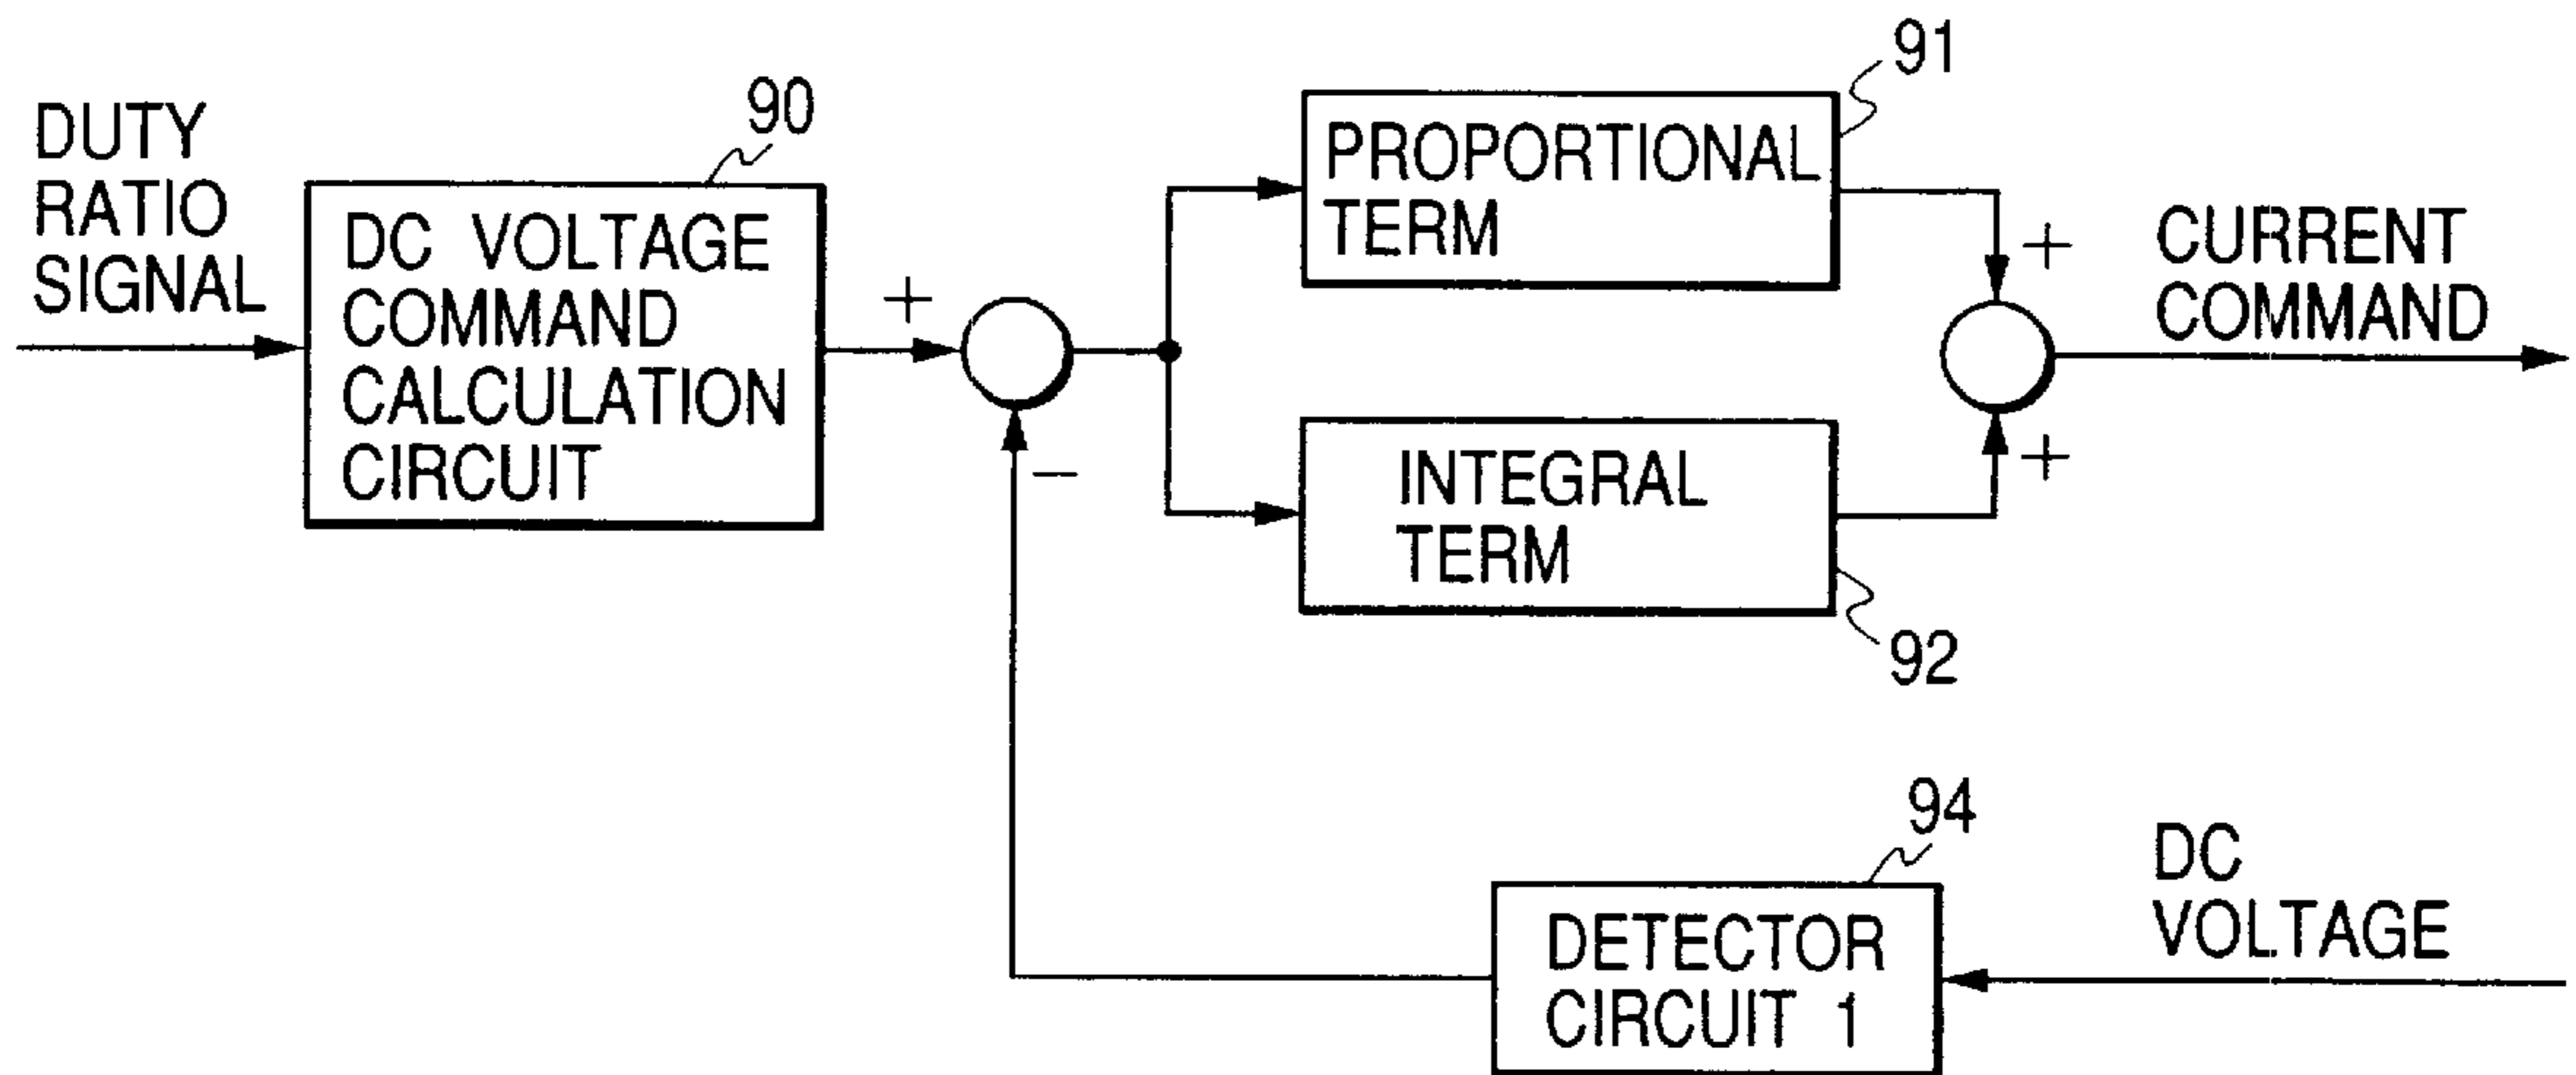 DUTY
RATIO
SIGNAL
90
DC VOLTAGE
COMMAND
CALCULATION
CIRCUIT
+
−
91
PROPORTIONAL
TERM
INTEGRAL
TERM
92
+
+
CURRENT
COMMAND
94
DETECTOR
CIRCUIT 1
DC
VOLTAGE